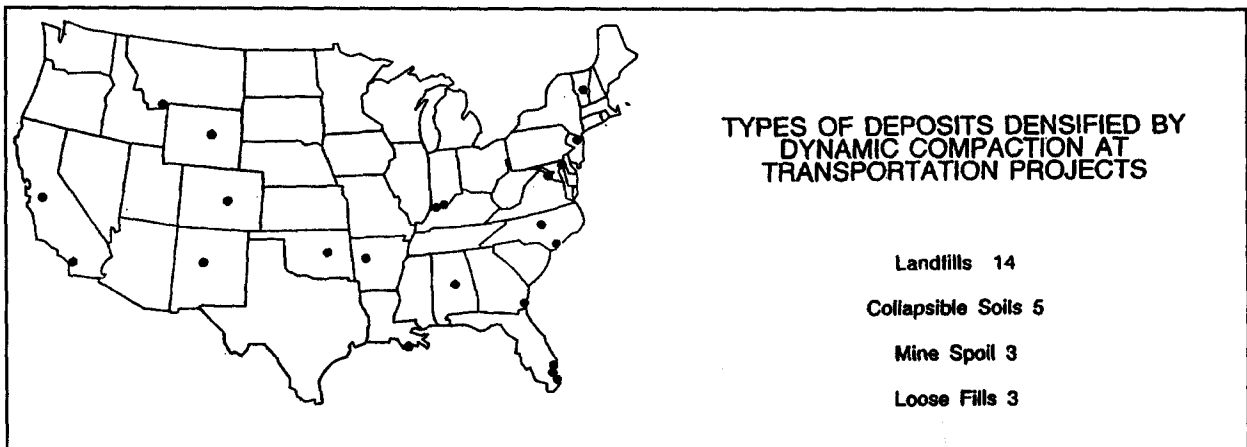 TYPES OF DEPOSITS DENSIFIED BY
DYNAMIC COMPACTION AT
TRANSPORTATION PROJECTS
Landfills 14
Collapsible Soils 5
Mine Spoil 3
Loose Fills 3